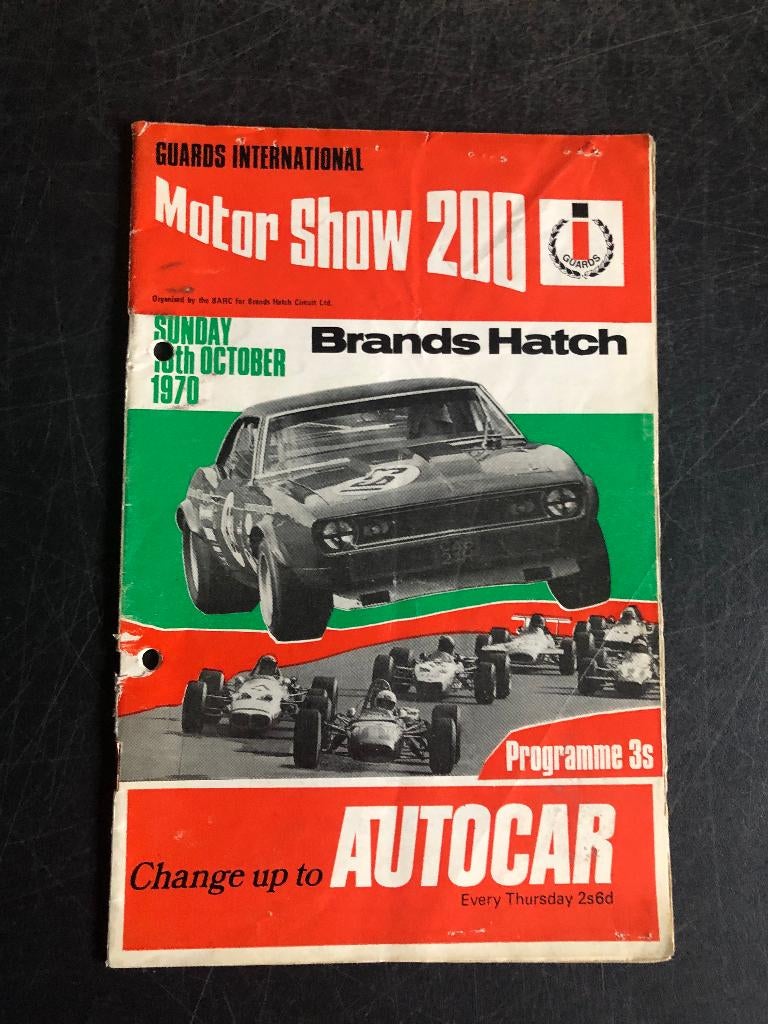 GUARDS INTERNATIONAL
Motor Show 200
GUARDS
Organised by the BARC for Brands Hatch Circuit Ltd.
SUNDAY
18th OCTOBER
1970
Brands Hatch
Programme 3s
Change up to AUTOCAR
Every Thursday 2s6d